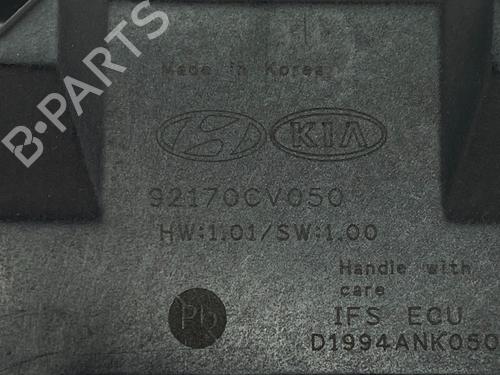 B-PARTS
Made in Korea
KIA
92170CV050
HW:1.01/SW:1.00
Handle with
care
Pb
IFS ECU
D1994ANK050